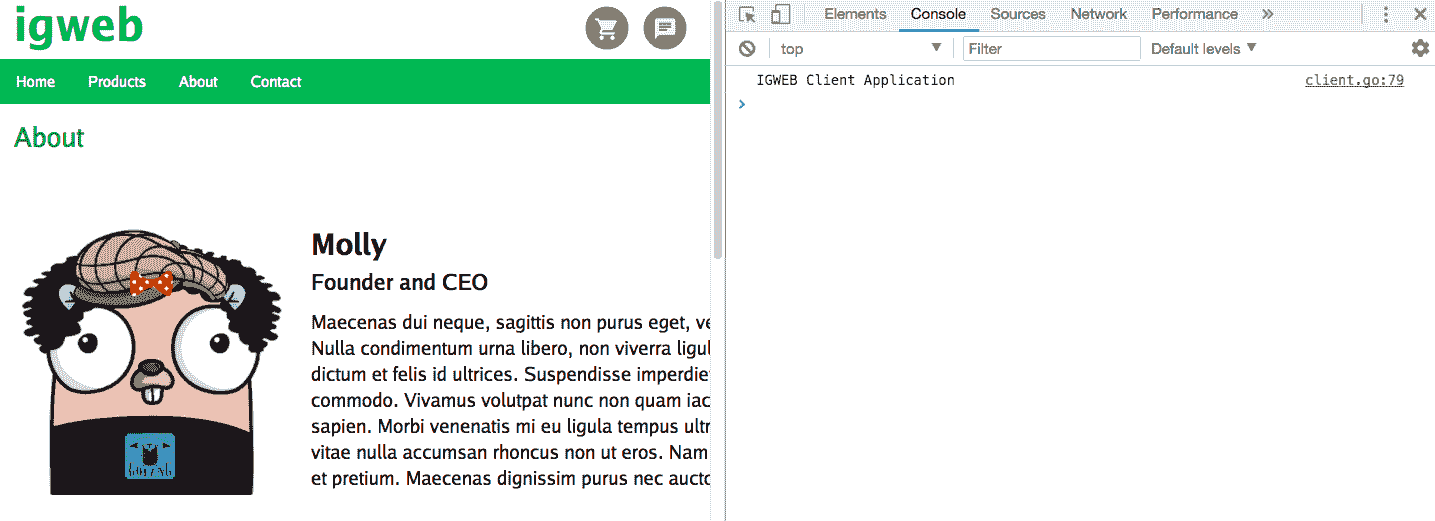 igweb
Home Products About Contact
About
Molly
Founder and CEO
Maecenas dui neque, sagittis non purus eget, ve
Nulla condimentum urna libero, non viverra ligul
dictum et felis id ultrices. Suspendisse imperdie
commodo. Vivamus volutpat nunc non quam iac
sapien. Morbi venenatis mi eu ligula tempus ultr
vitae nulla accumsan rhoncus non ut eros. Nam
et pretium. Maecenas dignissim purus nec aucto
Elements Console Sources Network Performance »
top Filter Default levels
IGWEB Client Application client.go:79